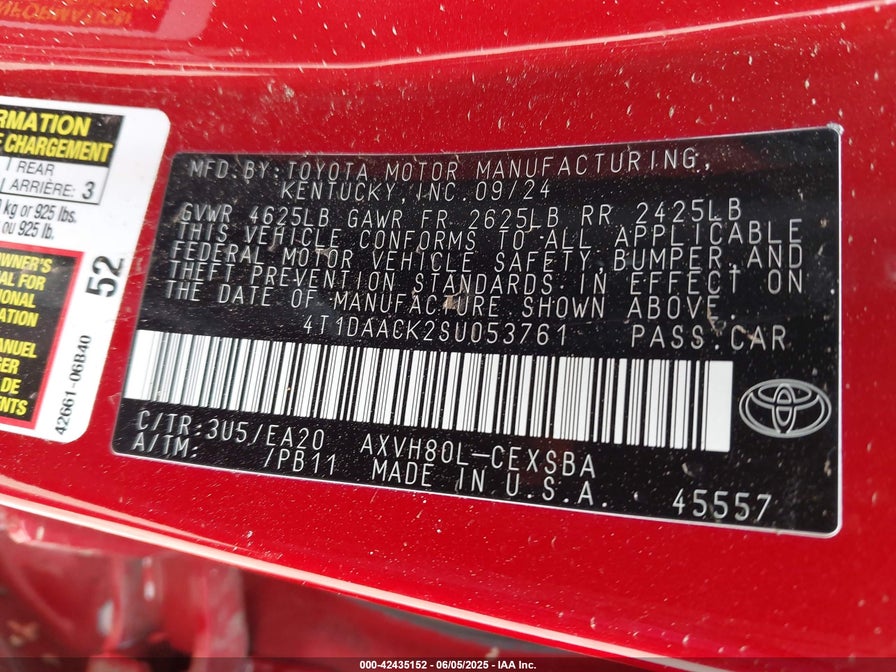 RMATION
E CHARGEMENT
REAR
ARRIÈRE: 3
kg or 925 lbs.
ou 925 lb.
OWNER'S
AL FOR
IONAL
TION
ANUEL
DE
ENTS
52
42661-06B40
MFD.BY:TOYOTA MOTOR MANUFACTURING,
KENTUCKY,INC.09/24
GVWR 4625LB GAWR FR 2625LB RR 2425LB
THIS VEHICLE CONFORMS TO ALL APPLICABLE
FEDERAL MOTOR VEHICLE SAFETY,BUMPER,AND
THEFT PREVENTION STANDARDS IN EFFECT ON
THE DATE OF MANUFACTURE SHOWN ABOVE.
4T1DAACK2SU053761 PASS.CAR
C/TR:3U5/EA20 AXVH80L-CEXSBA
A/TM: /PB11 MADE IN U.S.A. 45557
000-42435152 | 06/05/2025 - IAA Inc.